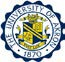 THE UNIVERSITY OF AKRON
1870